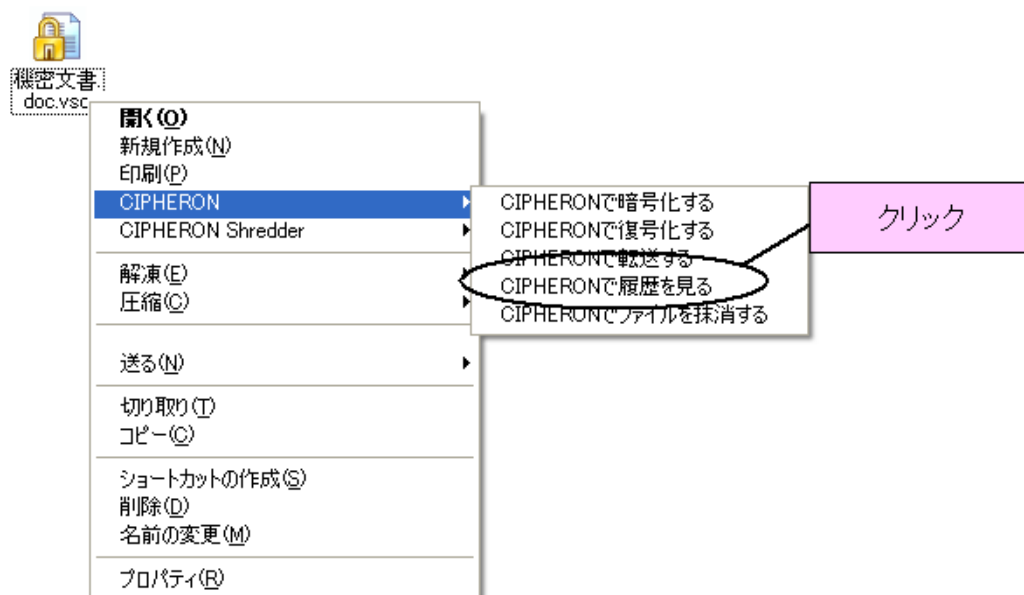 機密文書.
doc.vsc
開く(O)
新規作成(N)
印刷(P)
CIPHERON
CIPHERON Shredder
解凍(E)
圧縮(C)
送る(N)
切り取り(T)
コピー(C)
ショートカットの作成(S)
削除(D)
名前の変更(M)
プロパティ(R)
CIPHERONで暗号化する
CIPHERONで復号化する
CIPHERONで転送する
CIPHERONで履歴を見る
CIPHERONでファイルを抹消する
クリック